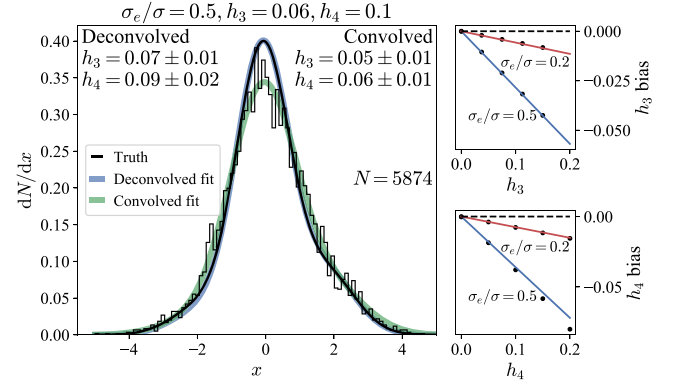 σₑ/σ = 0.5, h₃ = 0.06, h₄ = 0.1
Deconvolved
h₃ = 0.07 ± 0.01
h₄ = 0.09 ± 0.02
Convolved
h₃ = 0.05 ± 0.01
h₄ = 0.06 ± 0.01
Truth
Deconvolved fit
Convolved fit
N = 5874
dN/dx
0.40
0.35
0.30
0.25
0.20
0.15
0.10
0.05
0.00
−4 −2 0 2 4
x
σₑ/σ = 0.2
σₑ/σ = 0.5
0.000
−0.025
−0.050
h₃ bias
0.0 0.1 0.2
h₃
σₑ/σ = 0.2
σₑ/σ = 0.5
0.00
−0.05
h₄ bias
0.0 0.1 0.2
h₄